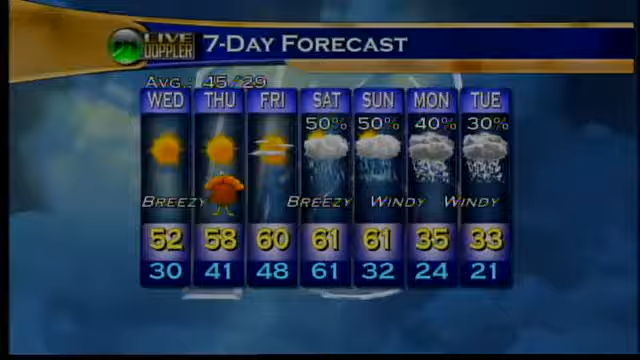 LIVE
DOPPLER
7-DAY FORECAST
AVG.: 45/29
WED THU FRI SAT SUN MON TUE
50% 50% 40% 30%
BREEZY BREEZY WINDY WINDY
52 58 60 61 61 35 33
30 41 48 61 32 24 21